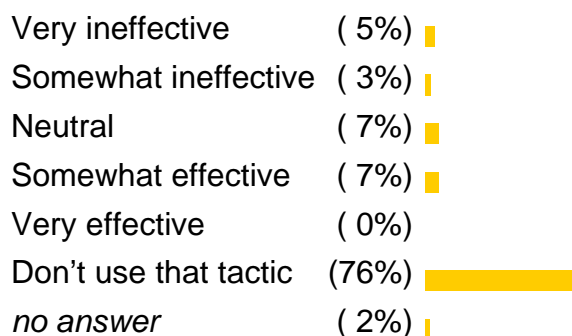 Very ineffective ( 5%)
Somewhat ineffective ( 3%)
Neutral ( 7%)
Somewhat effective ( 7%)
Very effective ( 0%)
Don't use that tactic (76%)
no answer ( 2%)